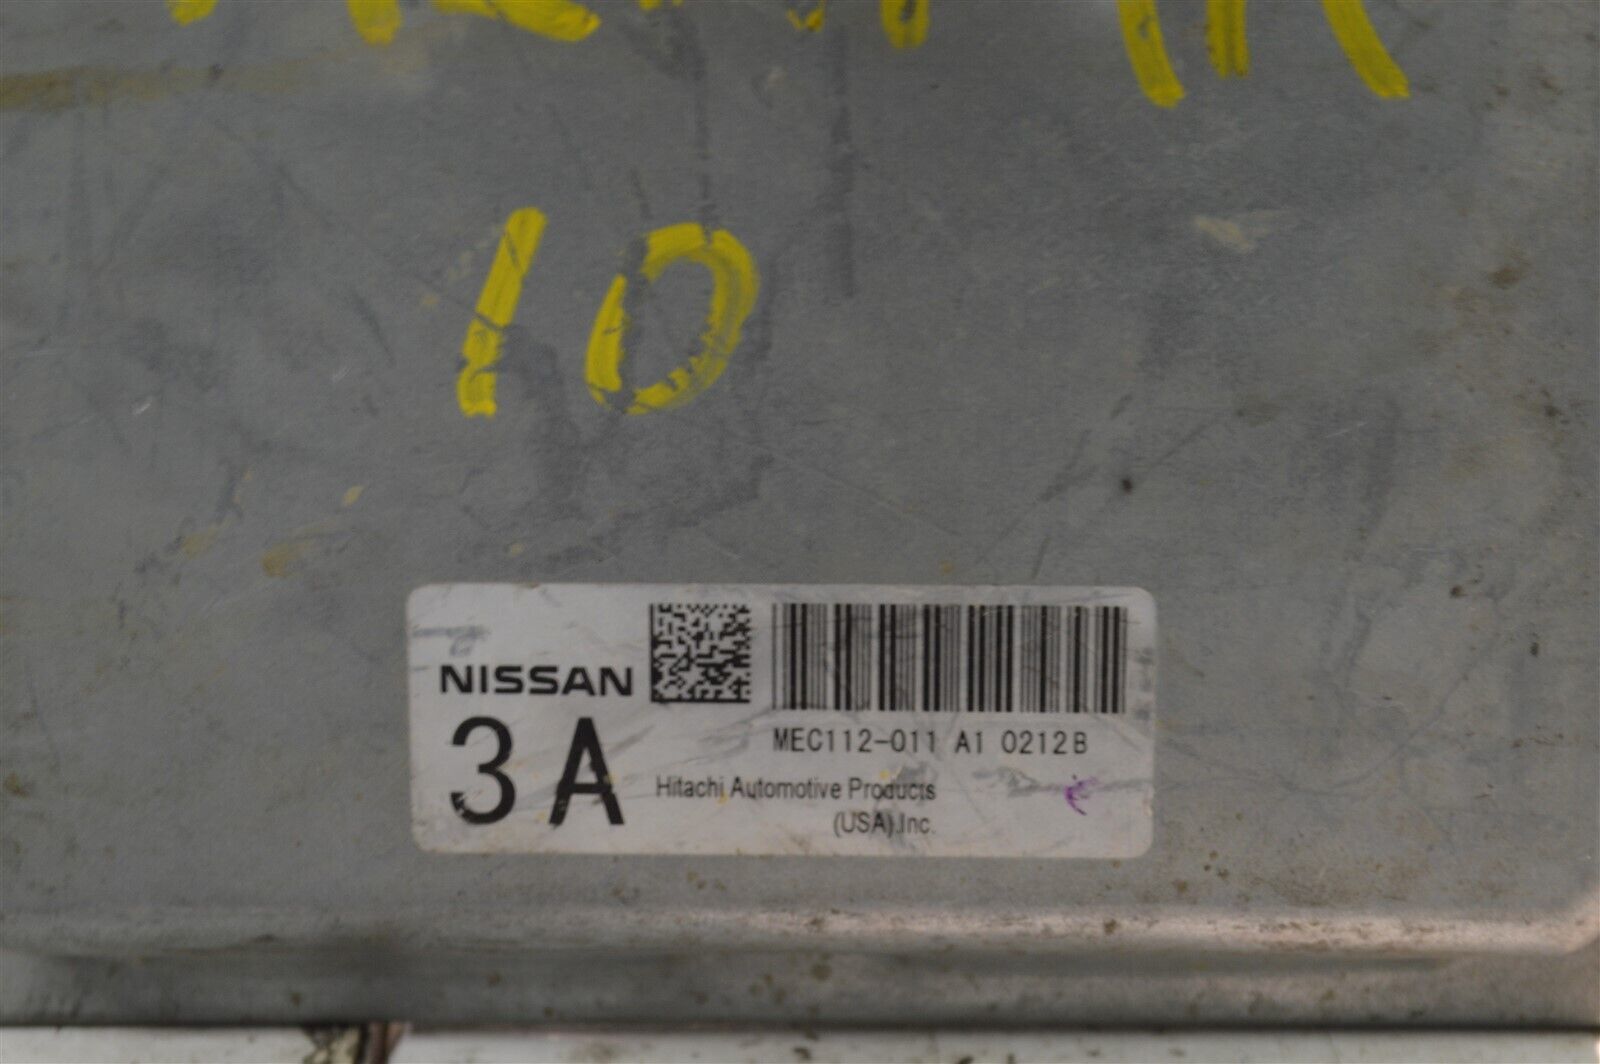 10
NISSAN
3A
MEC112-011 A1 0212B
Hitachi Automotive Products
(USA),Inc.